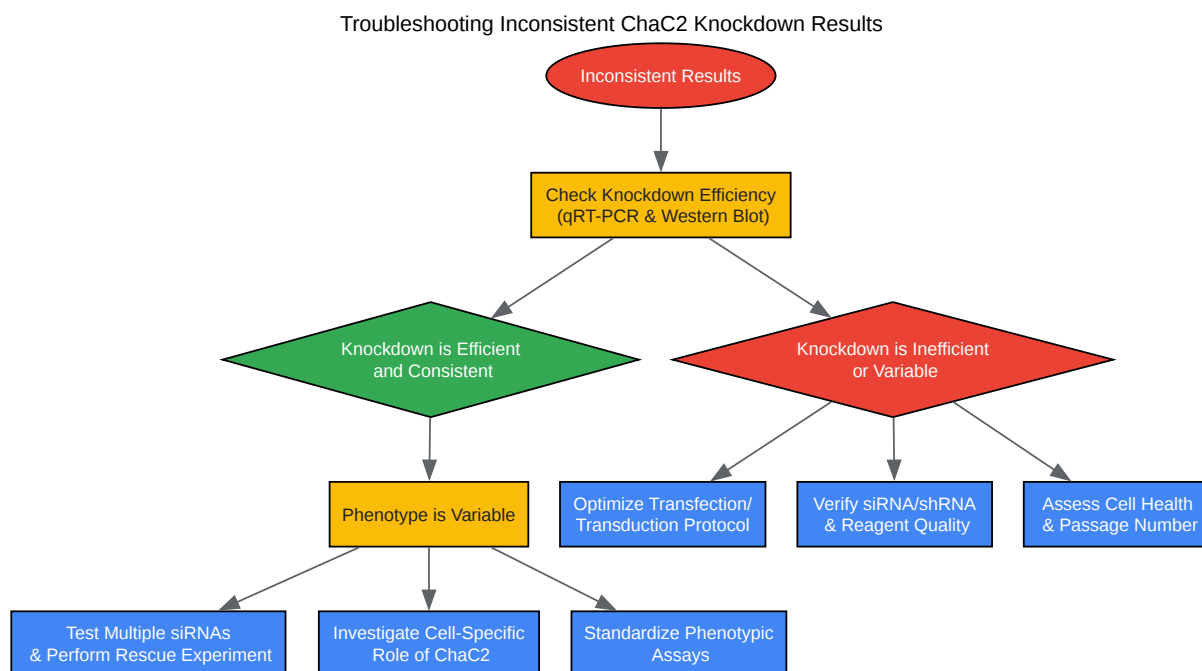 Troubleshooting Inconsistent ChaC2 Knockdown Results
Inconsistent Results
Check Knockdown Efficiency
(qRT-PCR & Western Blot)
Knockdown is Efficient
and Consistent
Knockdown is Inefficient
or Variable
Phenotype is Variable
Optimize Transfection/
Transduction Protocol
Verify siRNA/shRNA
& Reagent Quality
Assess Cell Health
& Passage Number
Test Multiple siRNAs
& Perform Rescue Experiment
Investigate Cell-Specific
Role of ChaC2
Standardize Phenotypic
Assays